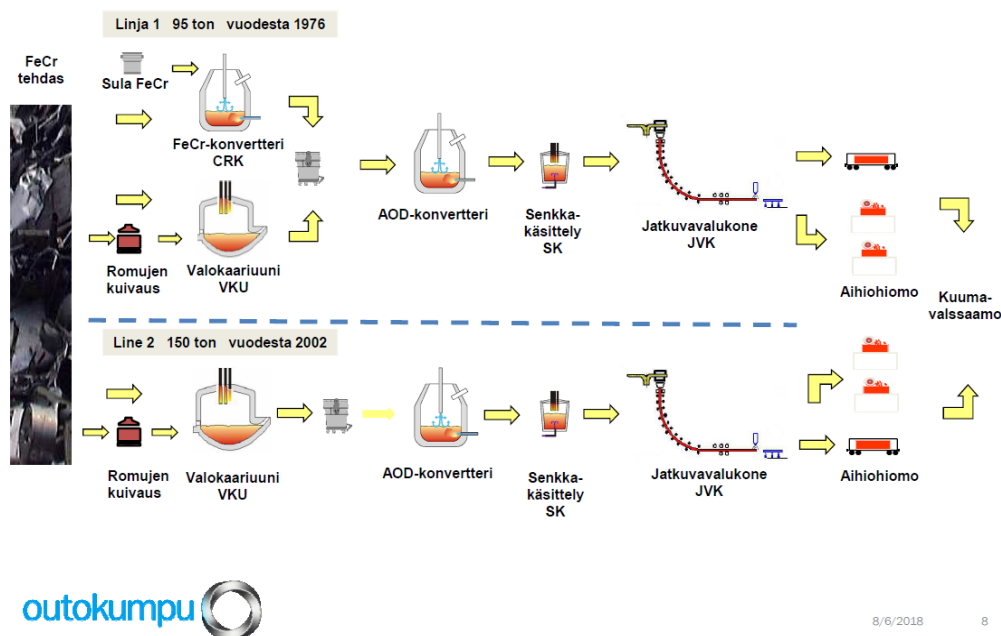 Linja 1 95 ton vuodesta 1976
FeCr
tehdas
Sula FeCr
FeCr-konvertteri
CRK
AOD-konvertteri
Senkka-
käsittely
SK
Jatkuvavalukone
JVK
Romujen
kuivaus
Valokaariuuni
VKU
Aihiohiomo
Kuuma-
valssaamo
Line 2 150 ton vuodesta 2002
Romujen
kuivaus
Valokaariuuni
VKU
AOD-konvertteri
Senkka-
käsittely
SK
Jatkuvavalukone
JVK
Aihiohiomo
outokumpu
8/6/2018
8